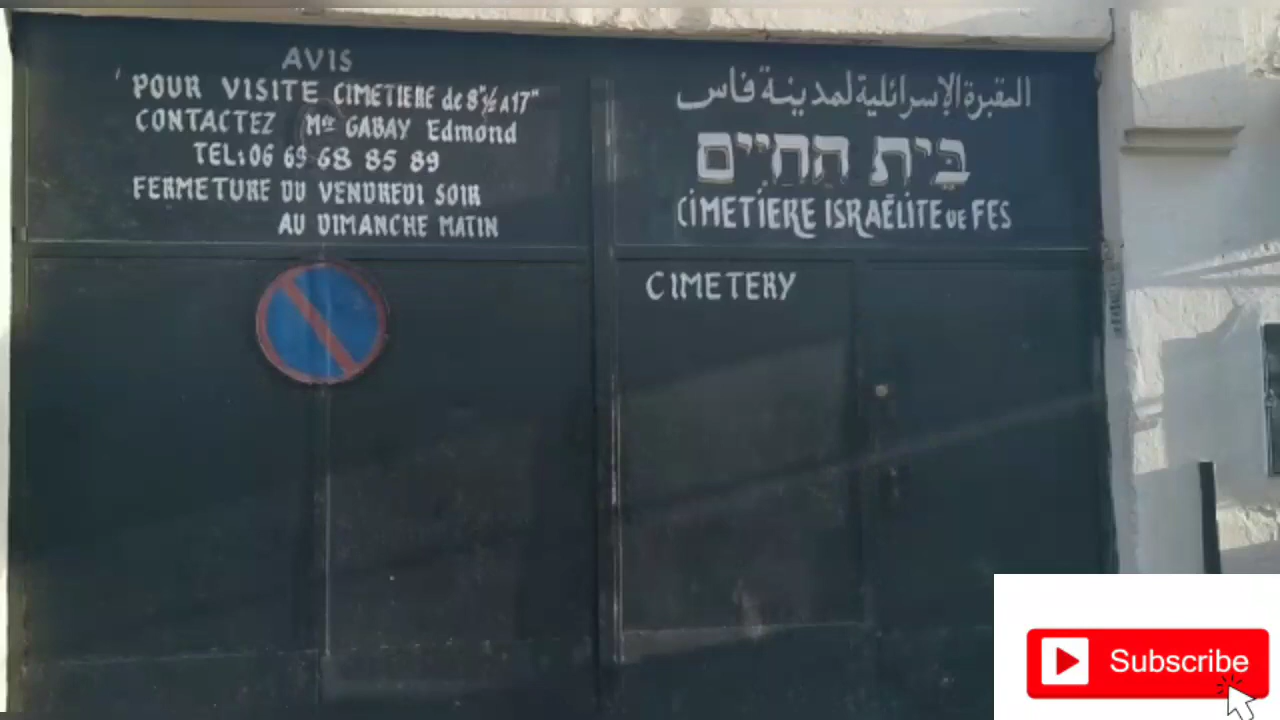 AVIS
POUR VISITE CIMETIERE de 8"½ A 17"
CONTACTEZ Mʳ GABAY Edmond
TEL:06 69 68 85 89
FERMETURE DU VENDREDI SOIR
AU DIMANCHE MATIN
المقبرة الإسرائلية لمدينة فاس
בית החיים
CIMETIERE ISRAËLITE DE FES
CIMETERY
Subscribe